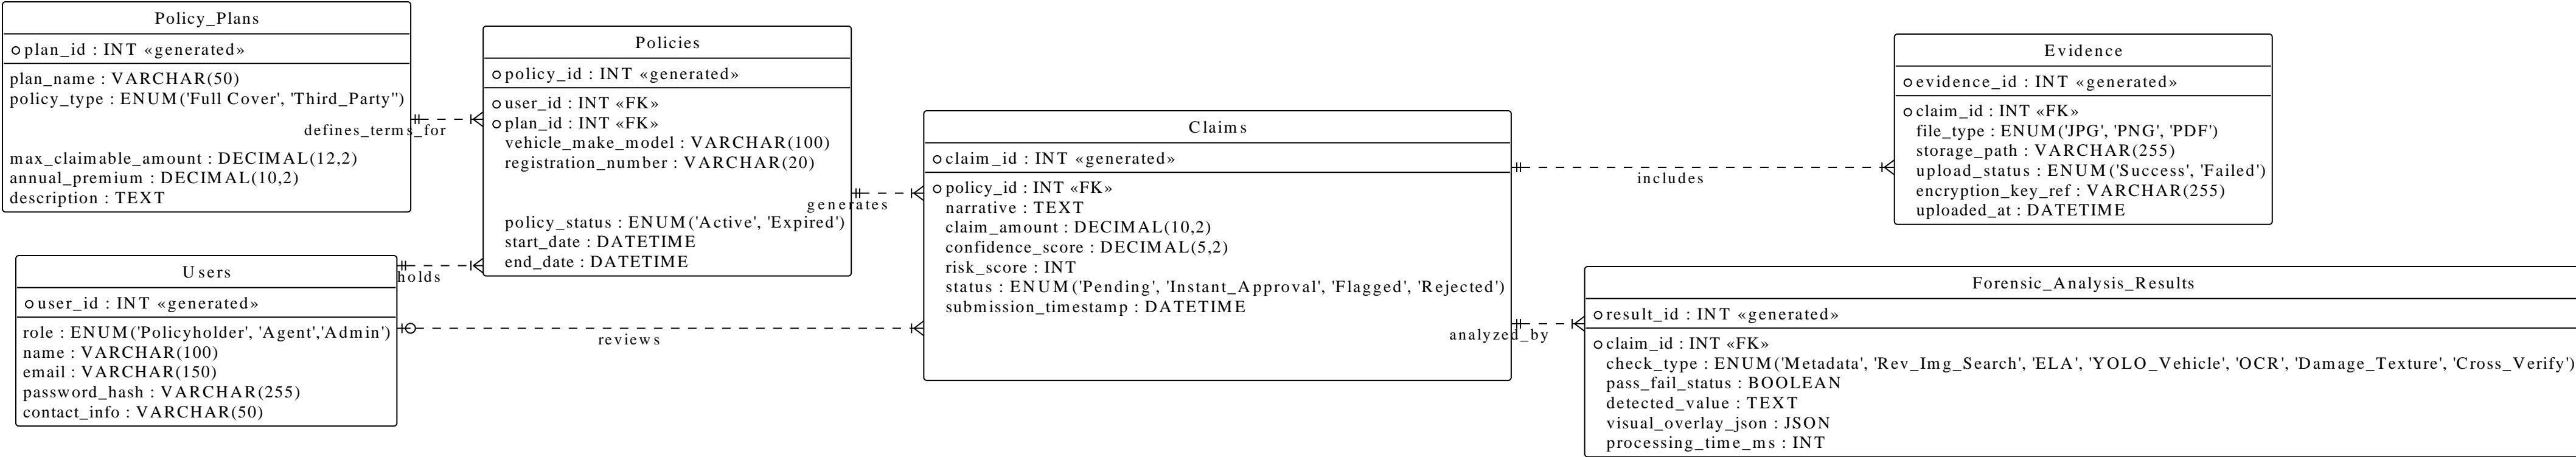 Policy_Plans
plan_id : INT «generated»
plan_name : VARCHAR(50)
policy_type : ENUM('Full Cover', 'Third_Party'')
max_claimable_amount : DECIMAL(12,2)
annual_premium : DECIMAL(10,2)
description : TEXT
defines_terms_for
Users
user_id : INT «generated»
role : ENUM('Policyholder', 'Agent','Admin')
name : VARCHAR(100)
email : VARCHAR(150)
password_hash : VARCHAR(255)
contact_info : VARCHAR(50)
holds
reviews
Policies
policy_id : INT «generated»
user_id : INT «FK»
plan_id : INT «FK»
vehicle_make_model : VARCHAR(100)
registration_number : VARCHAR(20)
policy_status : ENUM('Active', 'Expired')
start_date : DATETIME
end_date : DATETIME
generates
Claims
claim_id : INT «generated»
policy_id : INT «FK»
narrative : TEXT
claim_amount : DECIMAL(10,2)
confidence_score : DECIMAL(5,2)
risk_score : INT
status : ENUM('Pending', 'Instant_Approval', 'Flagged', 'Rejected')
submission_timestamp : DATETIME
includes
analyzed_by
Evidence
evidence_id : INT «generated»
claim_id : INT «FK»
file_type : ENUM('JPG', 'PNG', 'PDF')
storage_path : VARCHAR(255)
upload_status : ENUM('Success', 'Failed')
encryption_key_ref : VARCHAR(255)
uploaded_at : DATETIME
Forensic_Analysis_Results
result_id : INT «generated»
claim_id : INT «FK»
check_type : ENUM('Metadata', 'Rev_Img_Search', 'ELA', 'YOLO_Vehicle', 'OCR', 'Damage_Texture', 'Cross_Verify')
pass_fail_status : BOOLEAN
detected_value : TEXT
visual_overlay_json : JSON
processing_time_ms : INT